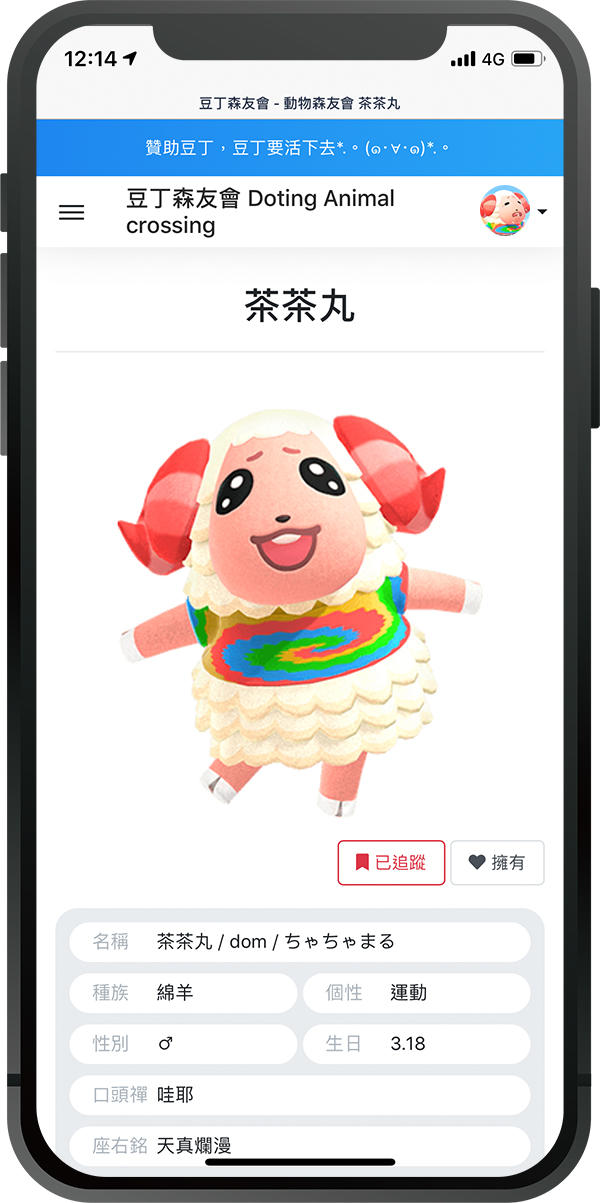 12:14 4G
豆丁森友會 - 動物森友會 茶茶丸
贊助豆丁，豆丁要活下去*.。(๑･∀･๑)*.。
豆丁森友會 Doting Animal
crossing
茶茶丸
已追蹤 擁有
名稱 茶茶丸 / dom / ちゃちゃまる
種族 綿羊 個性 運動
性別 ♂ 生日 3.18
口頭禪 哇耶
座右銘 天真爛漫